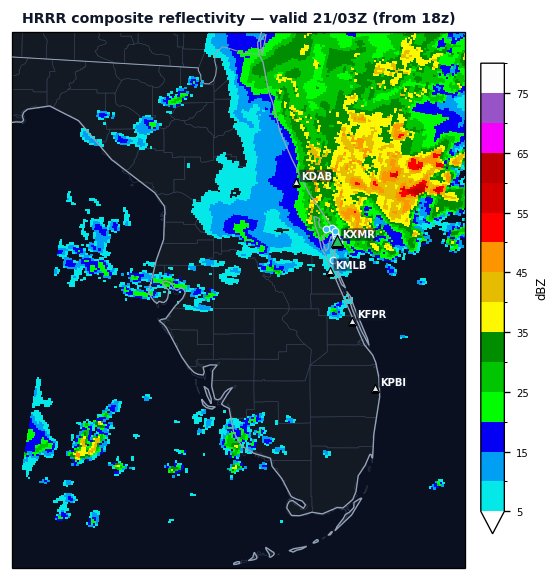 HRRR composite reflectivity — valid 21/03Z (from 18z)
75
65
KDAB
55
KXMR
45
KMLB
dBZ
KFPR
35
KPBI
25
15
5